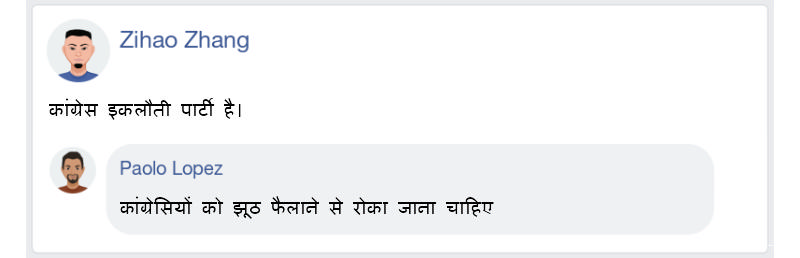 Zihao Zhang
कांग्रेस इकलौती पार्टी है।
Paolo Lopez
कांग्रेसियों को झूठ फैलाने से रोका जाना चाहिए